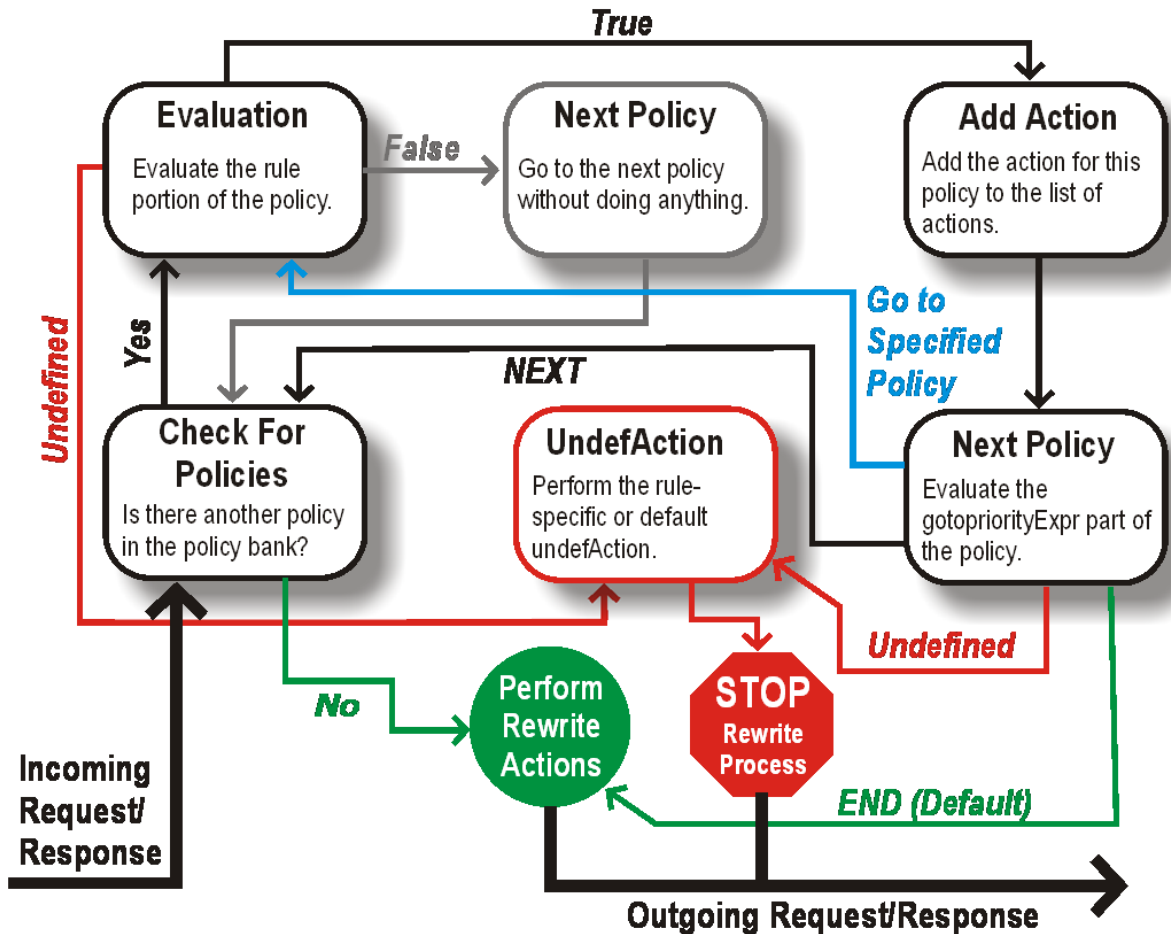 True
Evaluation
Evaluate the rule
portion of the policy.
False
Next Policy
Go to the next policy
without doing anything.
Add Action
Add the action for this
policy to the list of
actions.
Undefined
Yes
NEXT
Go to
Specified
Policy
Check For
Policies
Is there another policy
in the policy bank?
UndefAction
Perform the rule-
specific or default
undefAction.
Next Policy
Evaluate the
gotopriorityExpr part of
the policy.
Undefined
No
Perform
Rewrite
Actions
STOP
Rewrite
Process
END (Default)
Incoming
Request/
Response
Outgoing Request/Response